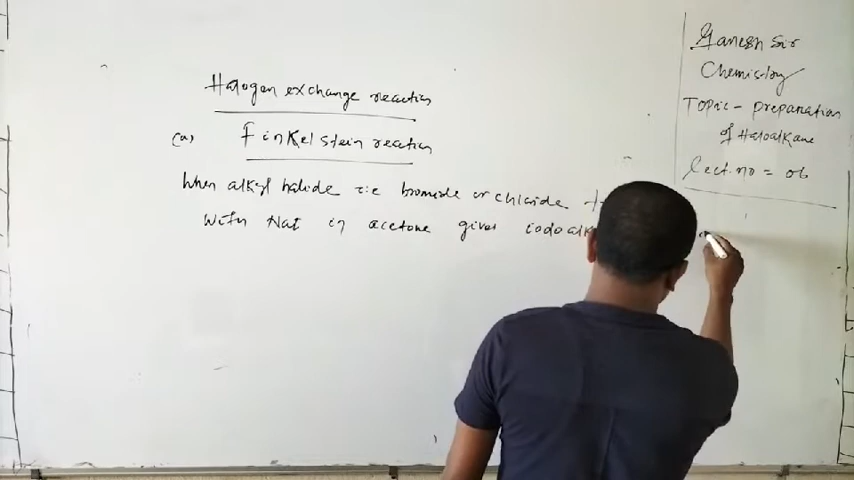 Halogen exchange reaction
(a) Finkelstein reaction
When alkyl halide i.e bromide or chloride
with NaI in acetone gives
Ganesh Sir
Chemistry
Topic - preparation
of Haloalkane
lect. no = 06